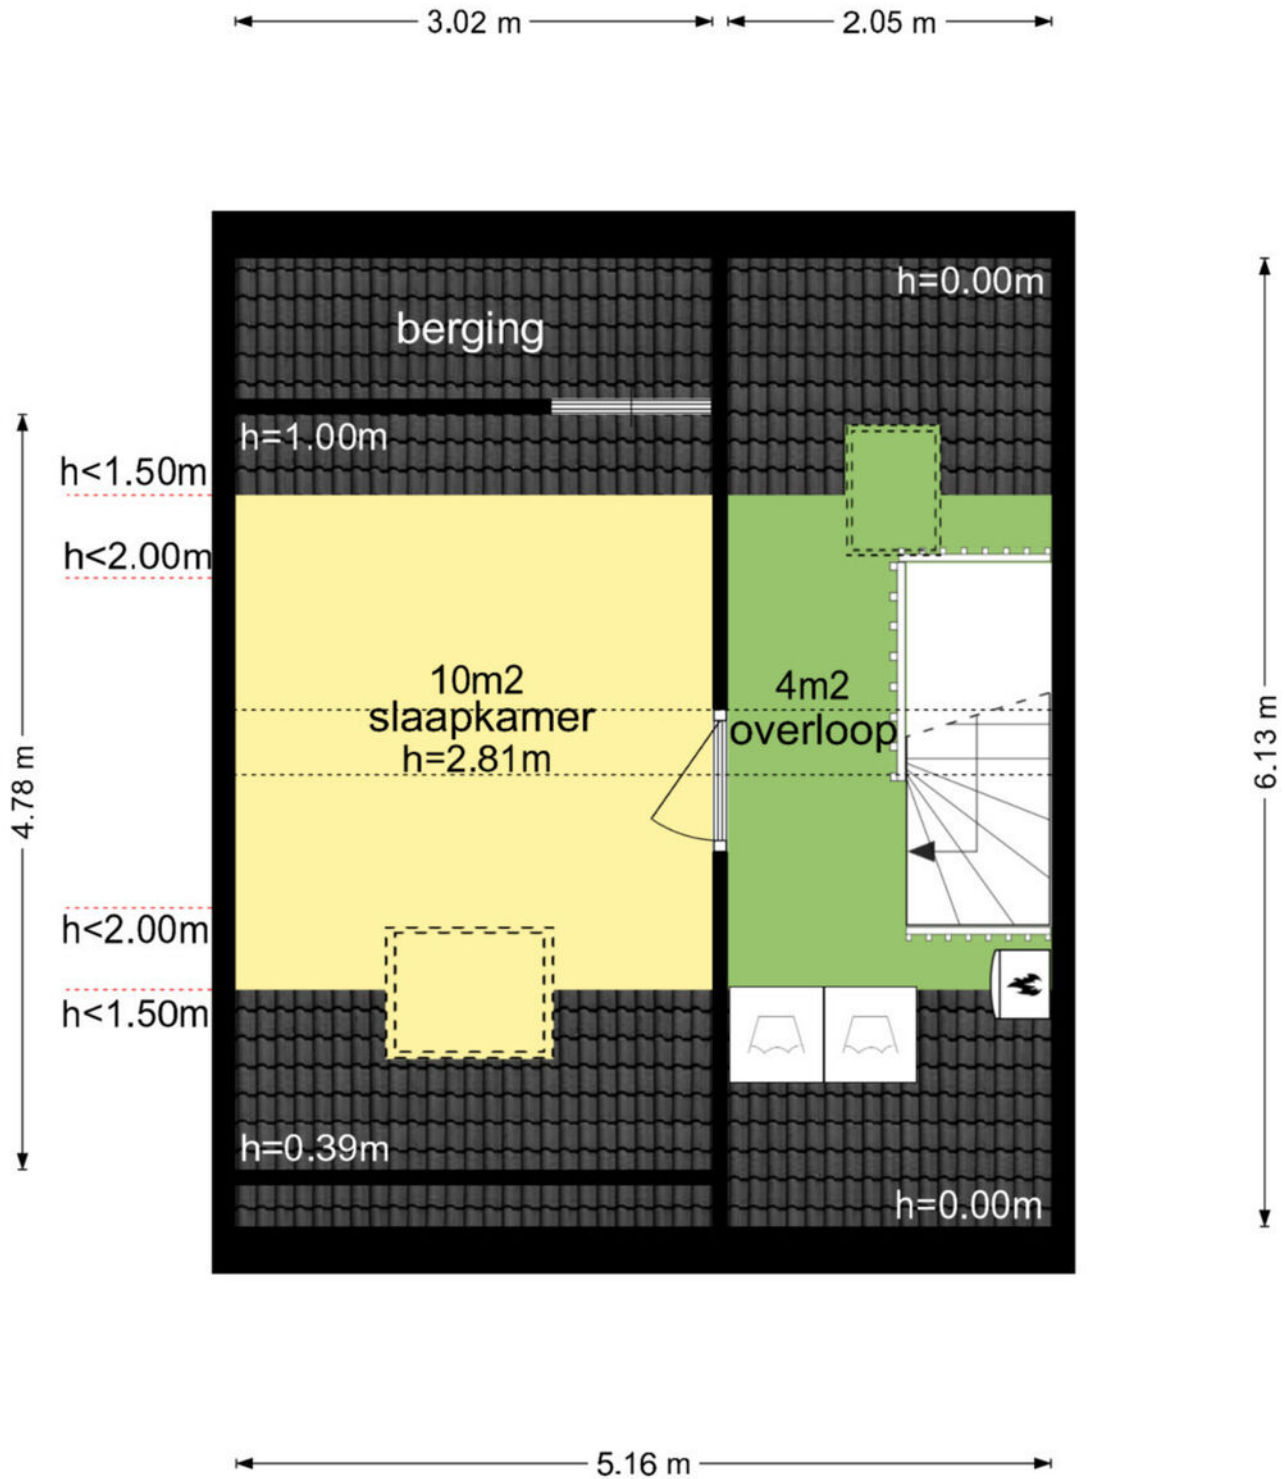 3.02 m
2.05 m
h=0.00m
berging
h=1.00m
h<1.50m
h<2.00m
10m2
slaapkamer
h=2.81m
4m2
overloop
4.78 m
6.13 m
h<2.00m
h<1.50m
h=0.39m
h=0.00m
5.16 m